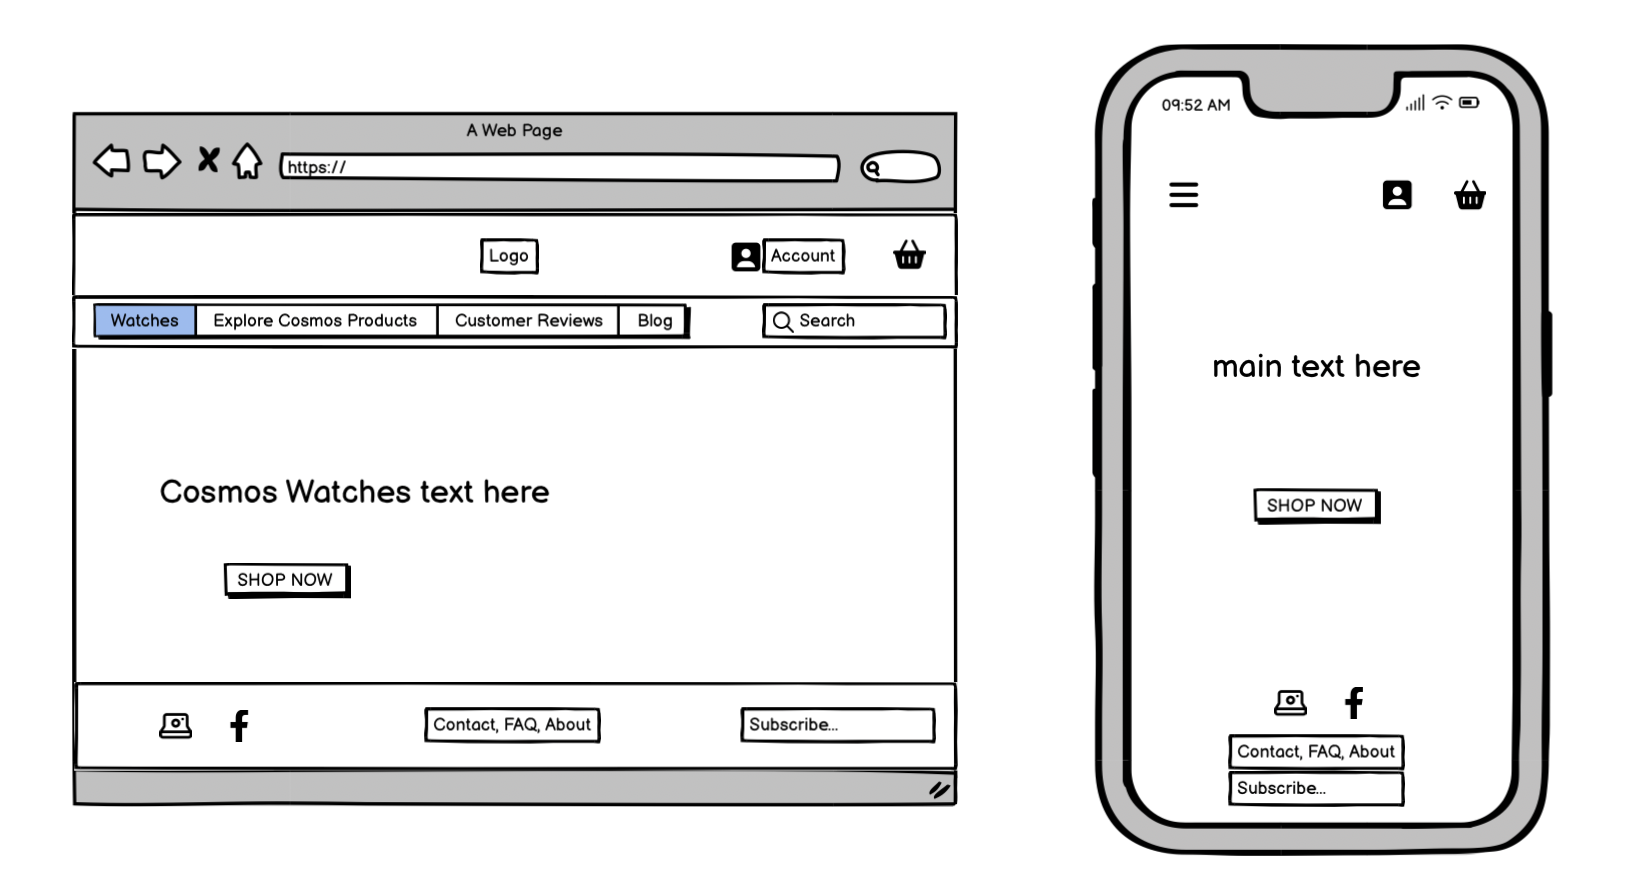 A Web Page
https://
Logo
Account
Watches
Explore Cosmos Products
Customer Reviews
Blog
Search
Cosmos Watches text here
SHOP NOW
Contact, FAQ, About
Subscribe...
09:52 AM
main text here
SHOP NOW
Contact, FAQ, About
Subscribe...